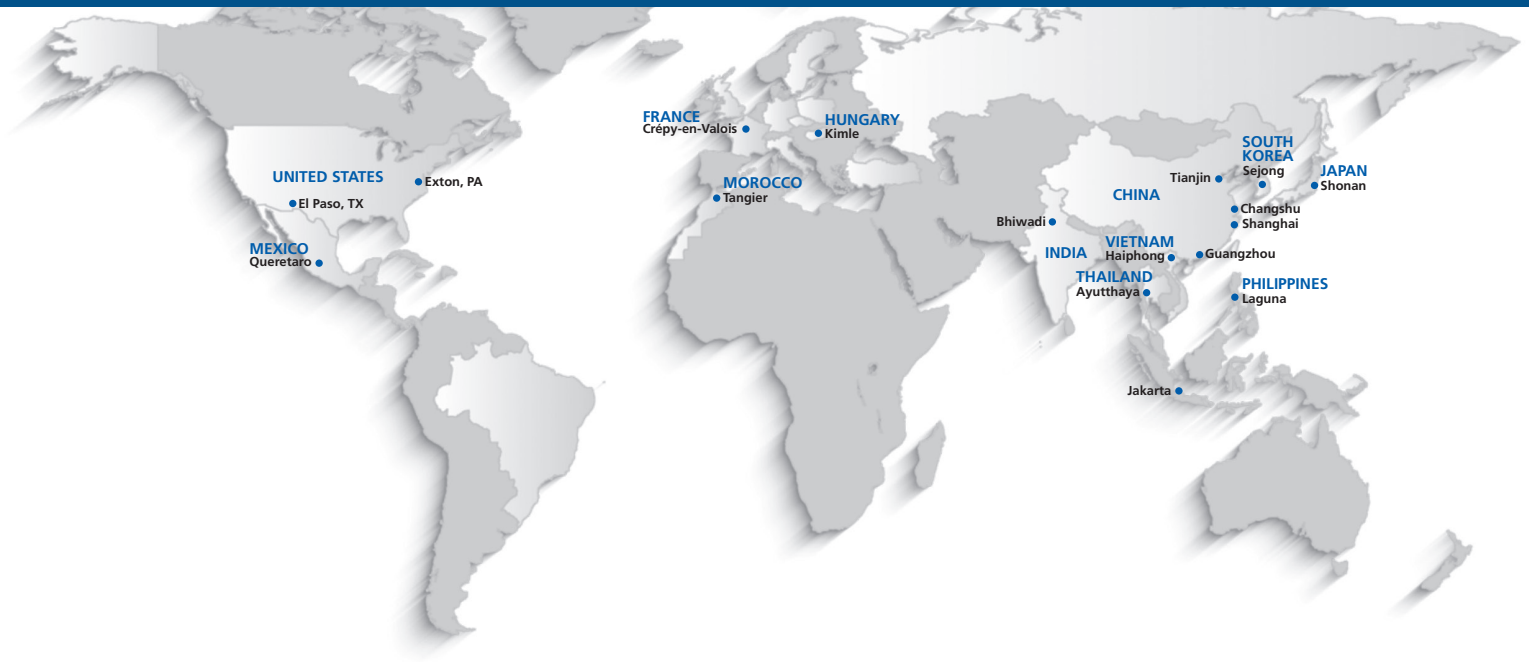 FRANCE
Crépy-en-Valois
HUNGARY
Kimle
UNITED STATES
Exton, PA
El Paso, TX
MEXICO
Queretaro
MOROCCO
Tangier
SOUTH
KOREA
Sejong
JAPAN
Shonan
Tianjin
CHINA
Changshu
Shanghai
Bhiwadi
INDIA
VIETNAM
Haiphong
Guangzhou
THAILAND
Ayutthaya
PHILIPPINES
Laguna
Jakarta